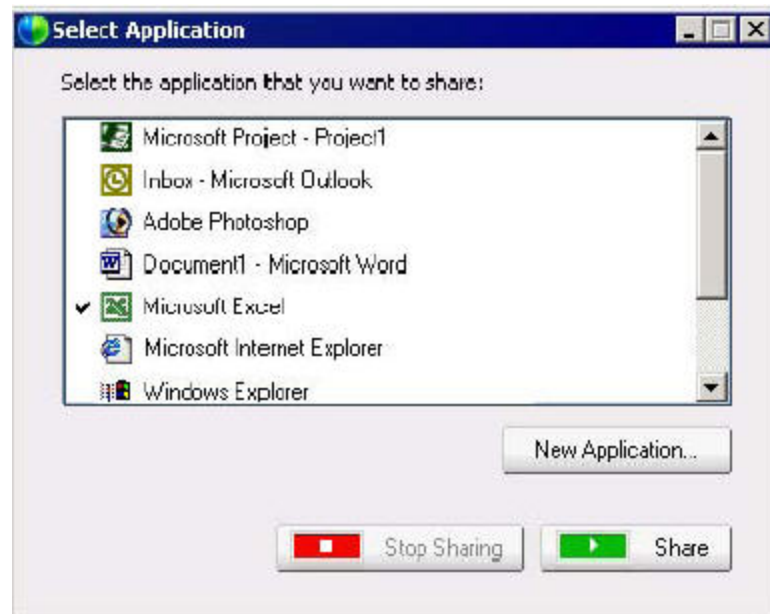 Select Application
Select the application that you want to share:
Microsoft Project - Project1
Inbox - Microsoft Outlook
Adobe Photoshop
Document1 - Microsoft Word
Microsoft Excel
Microsoft Internet Explorer
Windows Explorer
New Application...
Stop Sharing
Share